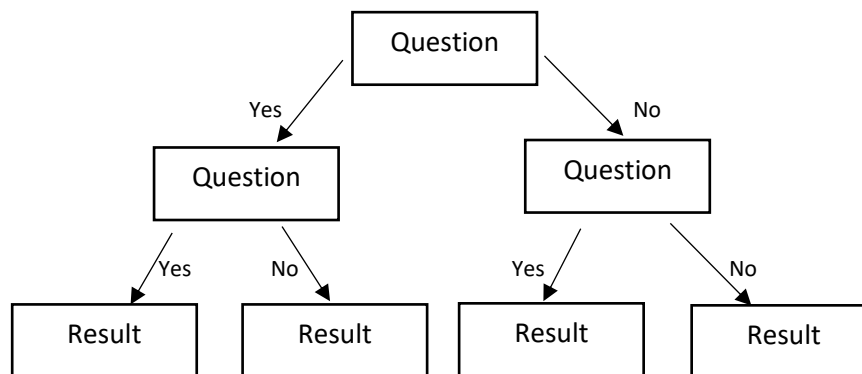 Question
Yes
No
Question
Question
Yes
No
Yes
No
Result
Result
Result
Result